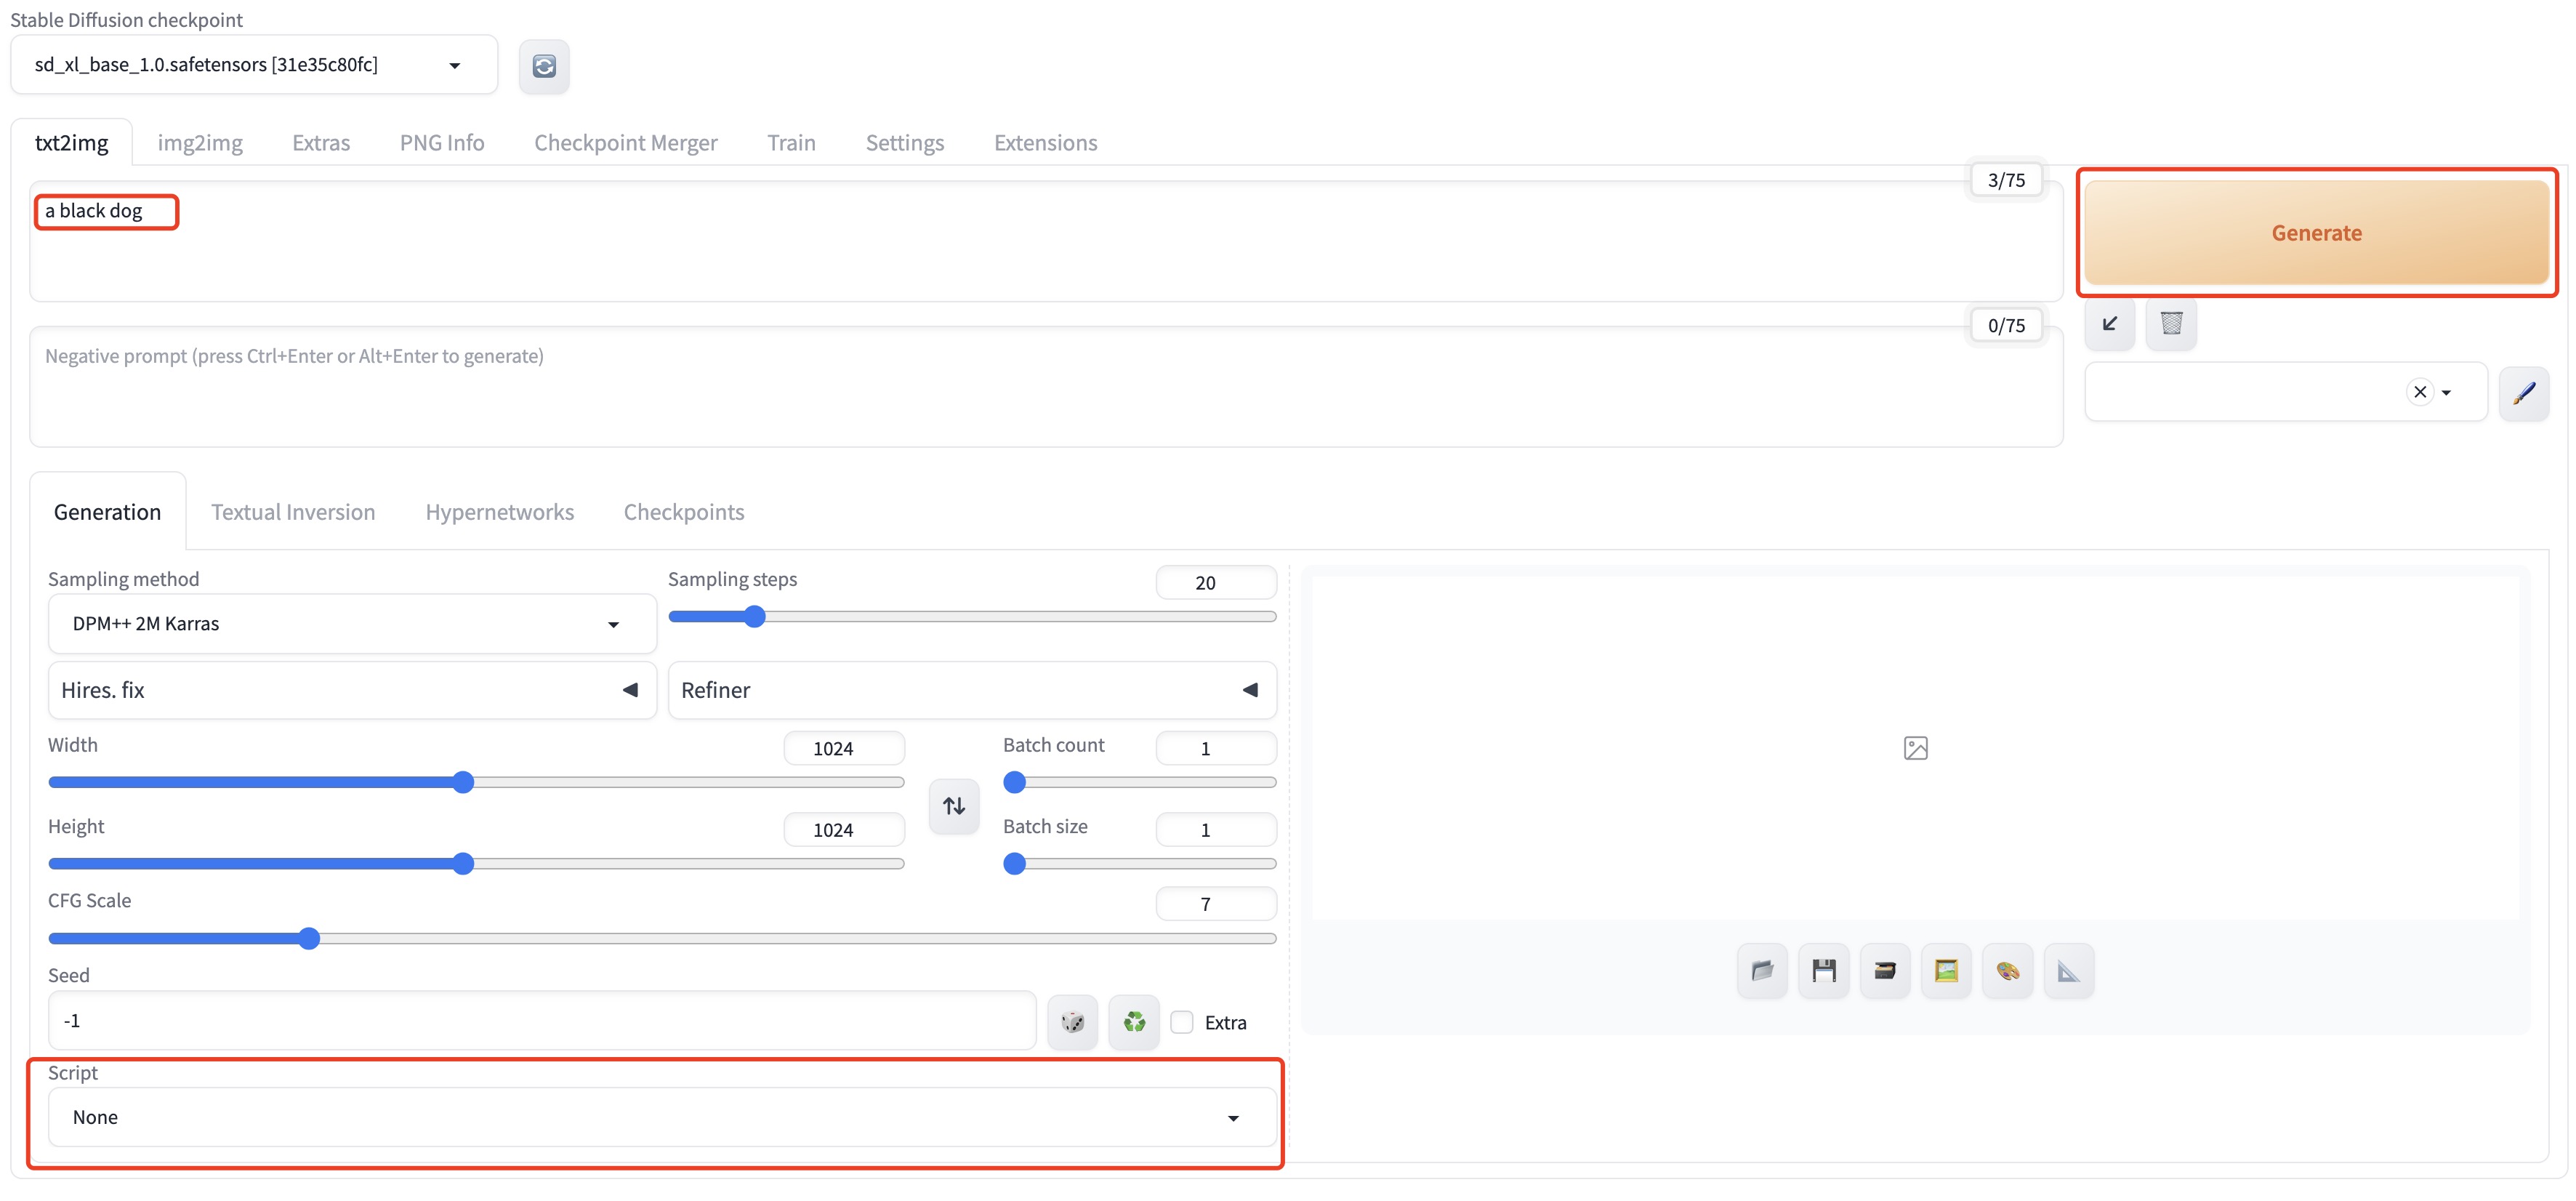 Stable Diffusion checkpoint
sd_xl_base_1.0.safetensors [31e35c80fc]
txt2img img2img Extras PNG Info Checkpoint Merger Train Settings Extensions
3/75
a black dog
Generate
0/75
Negative prompt (press Ctrl+Enter or Alt+Enter to generate)
Generation Textual Inversion Hypernetworks Checkpoints
Sampling method
DPM++ 2M Karras
Sampling steps 20
Hires. fix
Refiner
Width 1024
Batch count 1
Height 1024
Batch size 1
CFG Scale 7
Seed
-1
Extra
Script
None